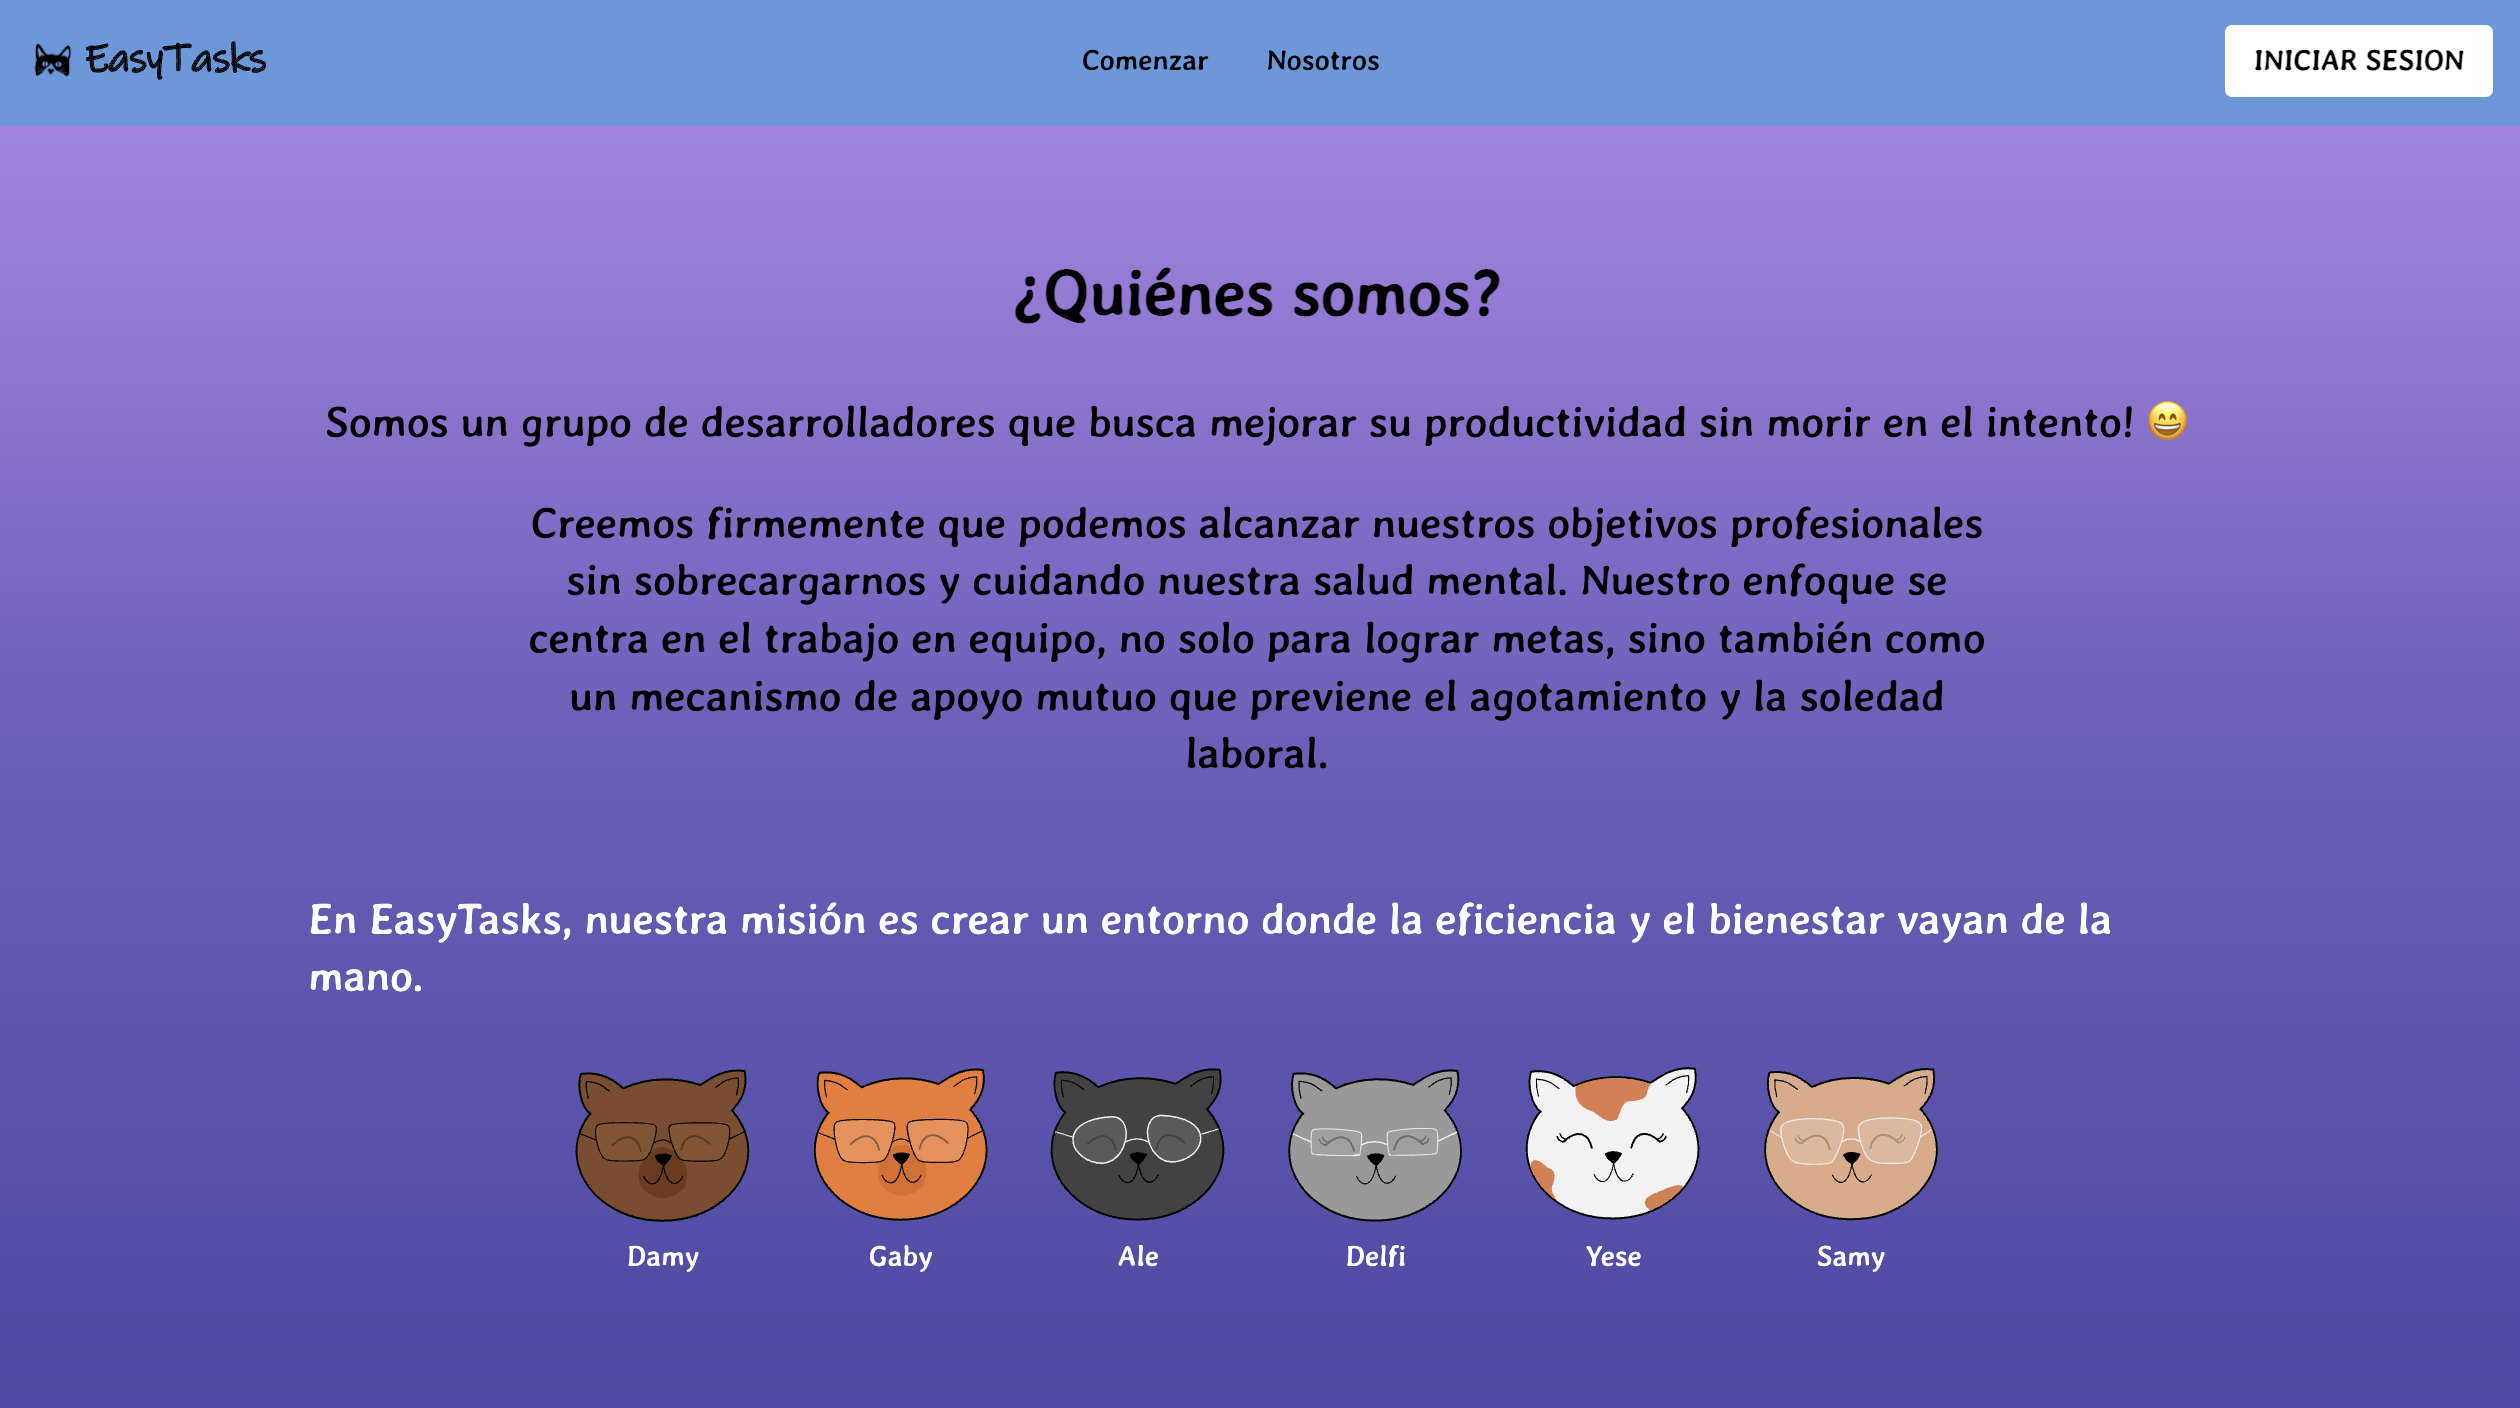 EasyTasks
Comenzar
Nosotros
INICIAR SESION
¿Quiénes somos?
Somos un grupo de desarrolladores que busca mejorar su productividad sin morir en el intento! 😄
Creemos firmemente que podemos alcanzar nuestros objetivos profesionales
sin sobrecargarnos y cuidando nuestra salud mental. Nuestro enfoque se
centra en el trabajo en equipo, no solo para lograr metas, sino también como
un mecanismo de apoyo mutuo que previene el agotamiento y la soledad
laboral.
En EasyTasks, nuestra misión es crear un entorno donde la eficiencia y el bienestar vayan de la
mano.
Damy
Gaby
Ale
Delfi
Yese
Samy